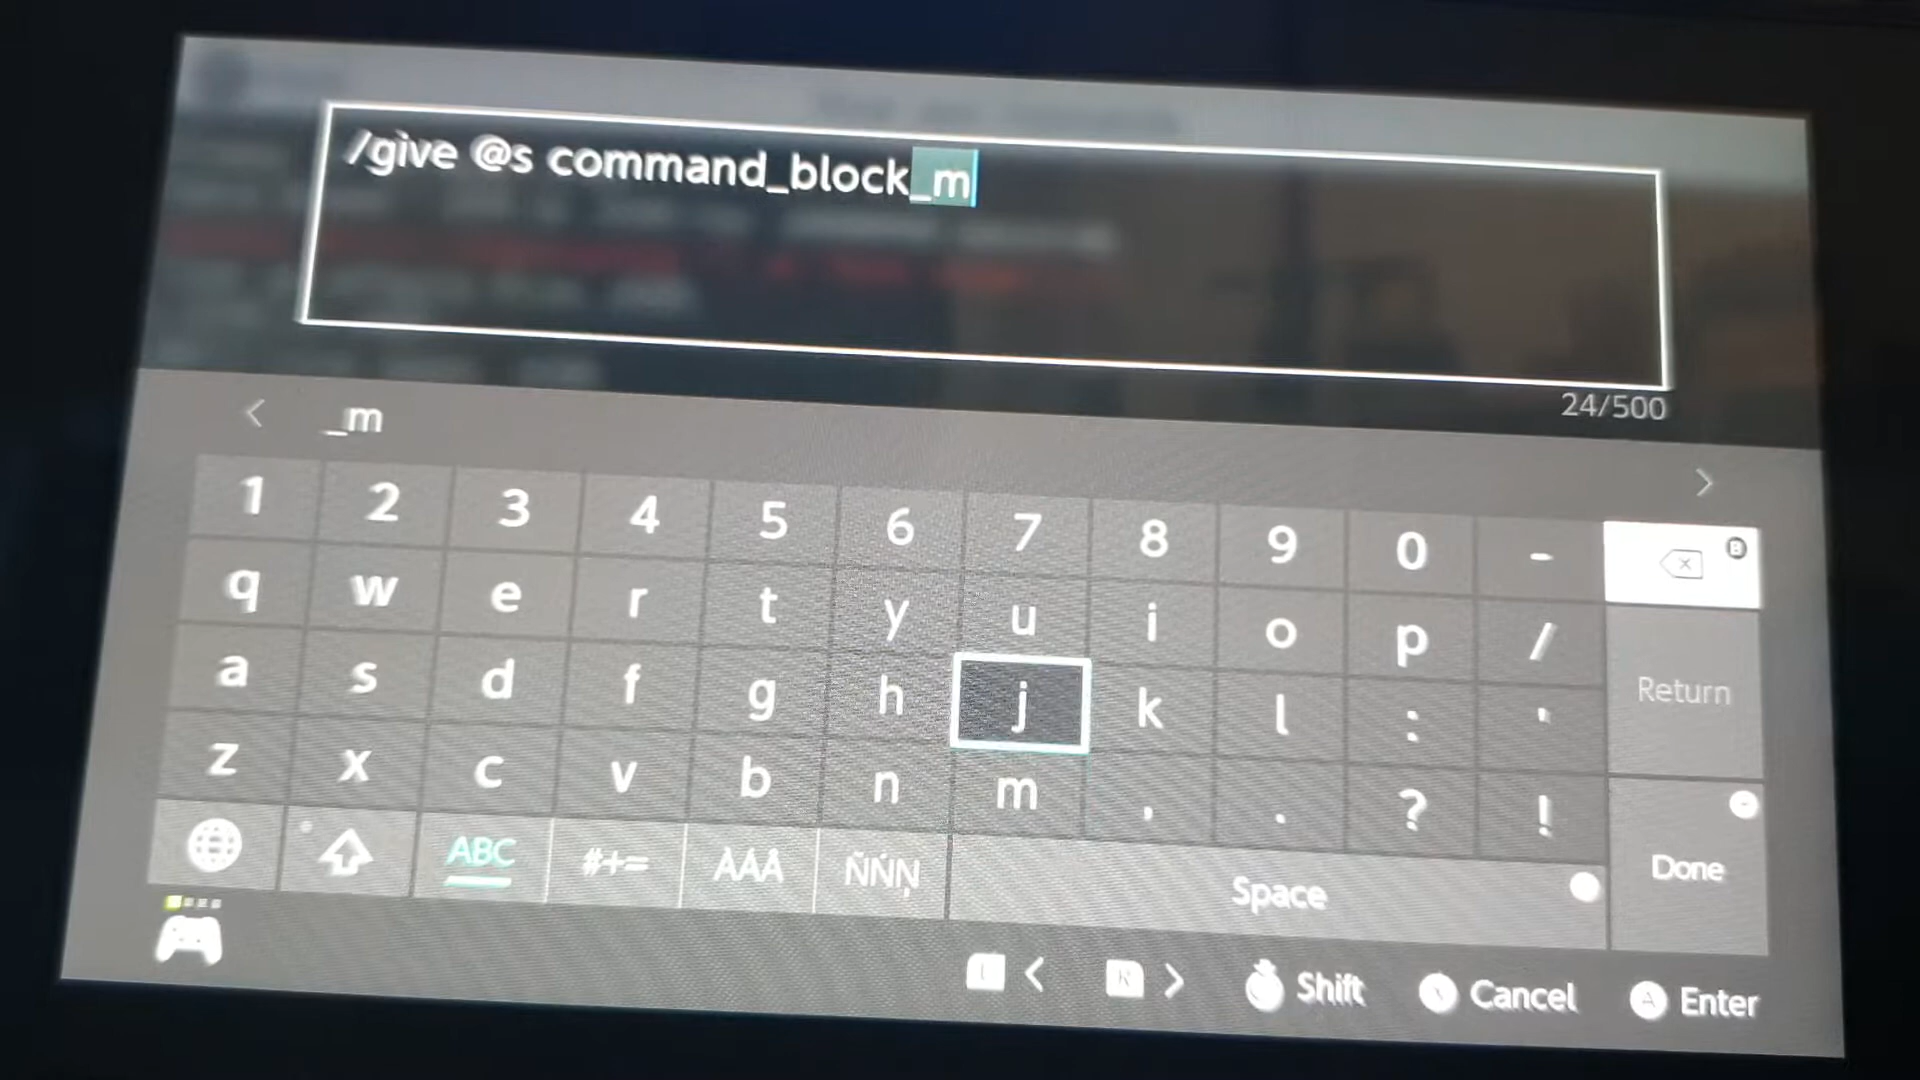 /give @s command_block_m
24/500
_m
1 2 3 4 5 6 7 8 9 0 - B
q w e r t y u i o p /
Return
a s d f g h j k l : '
z x c v b n m , . ? !
ABC #+= ÀÁÂ ÑŃŅ Space Done
L R Shift Cancel A Enter